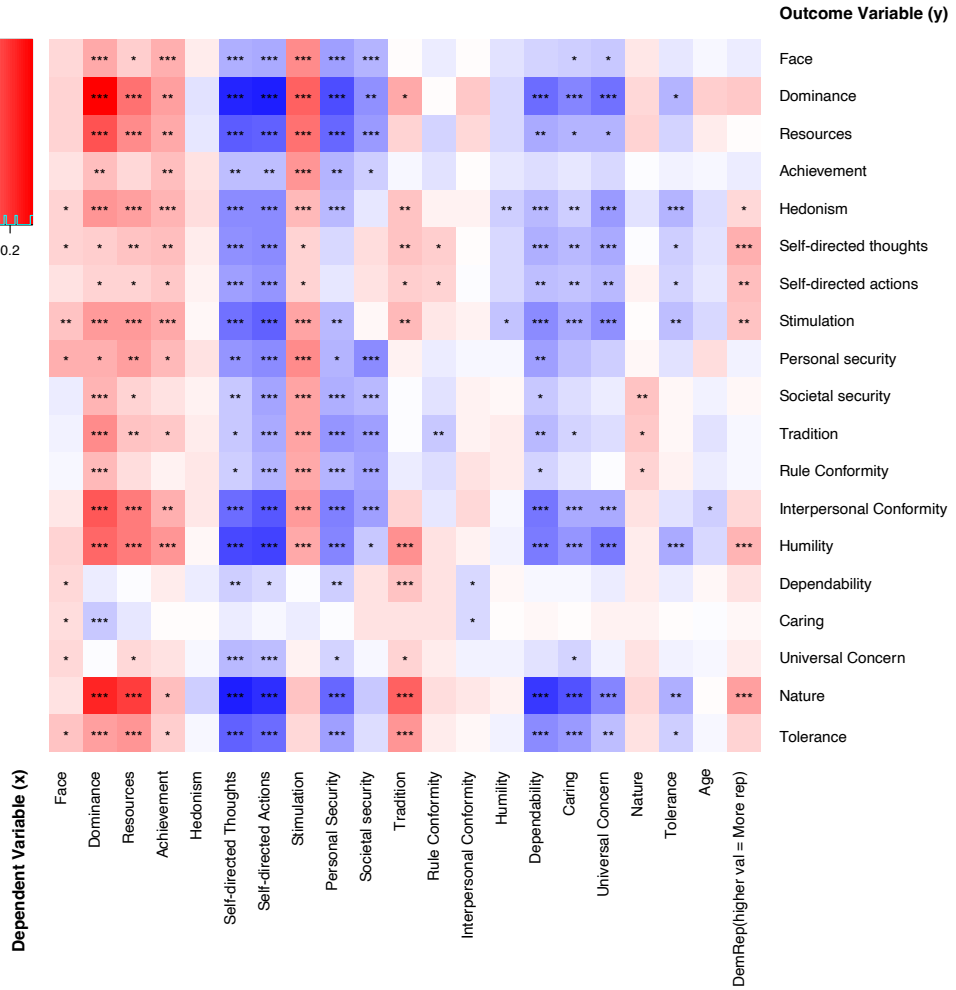 Outcome Variable (y)
*** * *** *** *** *** *** *** * * Face
*** *** ** *** *** *** *** ** * *** *** *** * Dominance
*** *** ** *** *** *** *** *** ** * * Resources
** ** ** ** *** ** * Achievement
0.2
* *** *** *** *** *** *** *** ** ** *** ** *** *** * Hedonism
* * ** ** *** *** * ** * *** ** *** * *** Self-directed thoughts
* * * *** *** * * * ** ** ** * ** Self-directed actions
** *** *** *** *** *** *** ** ** * *** *** *** ** ** Stimulation
* * ** * ** *** *** * *** ** Personal security
*** * ** *** *** *** *** * ** Societal security
*** ** * * *** *** *** *** ** ** * * Tradition
*** * *** *** *** *** * * Rule Conformity
*** *** ** *** *** *** *** *** *** *** *** * Interpersonal Conformity
*** *** *** *** *** *** *** * *** *** *** *** *** *** Humility
* ** * ** *** * Dependability
* *** * Caring
* * *** *** * * * Universal Concern
*** *** * *** *** *** *** *** *** *** ** *** Nature
* *** *** * *** *** *** *** *** *** ** * Tolerance
Dependent Variable (x)
Face
Dominance
Resources
Achievement
Hedonism
Self-directed Thoughts
Self-directed Actions
Stimulation
Personal Security
Societal security
Tradition
Rule Conformity
Interpersonal Conformity
Humility
Dependability
Caring
Universal Concern
Nature
Tolerance
Age
DemRep(higher val = More rep)